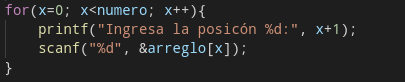 for(x=0; x<numero; x++){
    printf("Ingresa la posicón %d:", x+1);
    scanf("%d", &arreglo[x]);
}